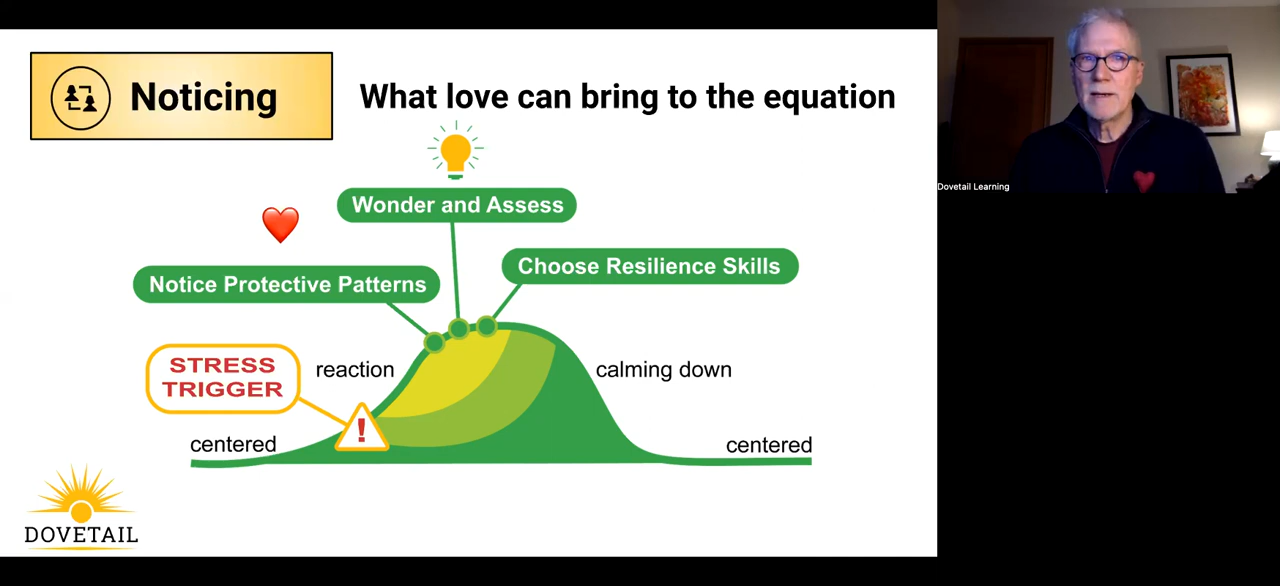 Noticing
What love can bring to the equation
Wonder and Assess
Choose Resilience Skills
Notice Protective Patterns
STRESS
TRIGGER
!
reaction
calming down
centered
centered
DOVETAIL
Dovetail Learning